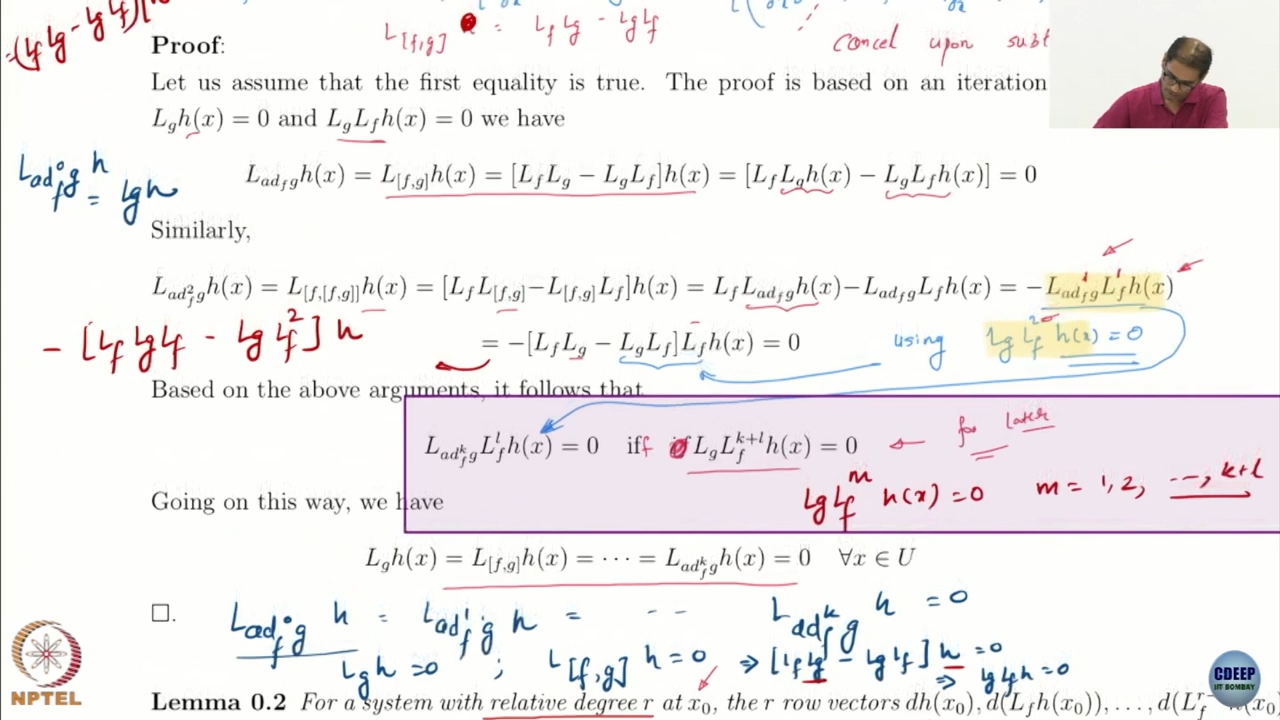 = (L_f L_g - L_g L_f)
L_{[f,g]} = L_f L_g - L_g L_f
cancel upon subt
Proof:
Let us assume that the first equality is true. The proof is based on an iteration
L_g h(x) = 0 and L_g L_f h(x) = 0 we have
L_{ad_f^0 g} h = L_g h
L_{ad_f g}h(x) = L_{[f,g]}h(x) = [L_f L_g − L_g L_f]h(x) = [L_f L_g h(x) − L_g L_f h(x)] = 0
Similarly,
L_{ad_f^2 g}h(x) = L_{[f,[f,g]]}h(x) = [L_f L_{[f,g]}−L_{[f,g]}L_f]h(x) = L_f L_{ad_f g}h(x)−L_{ad_f g}L_f h(x) = −L_{ad_f^1 g}L_f^1 h(x)
- [L_f L_g L_f - L_g L_f^2] h
= −[L_f L_g − L_g L_f]L_f h(x) = 0
using L_g L_f^2 h(x) = 0
Based on the above arguments, it follows that
L_{ad_f^k g}L_f^l h(x) = 0 iff L_g L_f^{k+l} h(x) = 0 ← for later
L_g L_f^m h(x) = 0 m = 1, 2, ..., k+l
Going on this way, we have
L_g h(x) = L_{[f,g]}h(x) = · · · = L_{ad_f^k g}h(x) = 0 ∀x ∈ U
□.
L_{ad_f^0 g} h = L_{ad_f^1 g} h = -- L_{ad_f^k g} h = 0
L_g h = 0 ; L_{[f,g]} h = 0 ⇒ [L_f L_g - L_g L_f] h = 0
⇒ L_g L_f h = 0
Lemma 0.2 For a system with relative degree r at x_0, the r row vectors dh(x_0), d(L_f h(x_0)), . . . , d(L_f^{r-
NPTEL
CDEEP
IIT BOMBAY